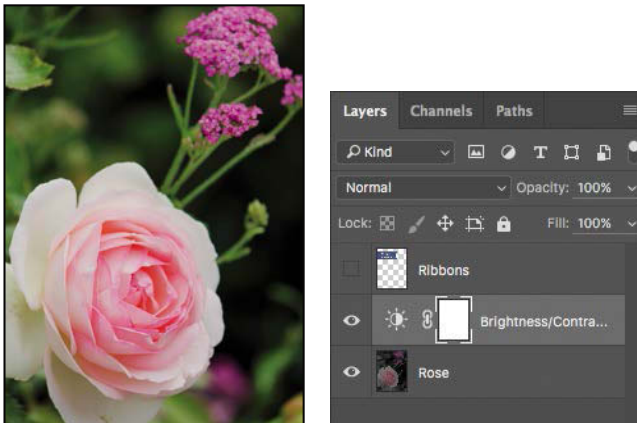 Layers Channels Paths
Kind
Normal Opacity: 100%
Lock: Fill: 100%
Ribbons
Brightness/Contra...
Rose